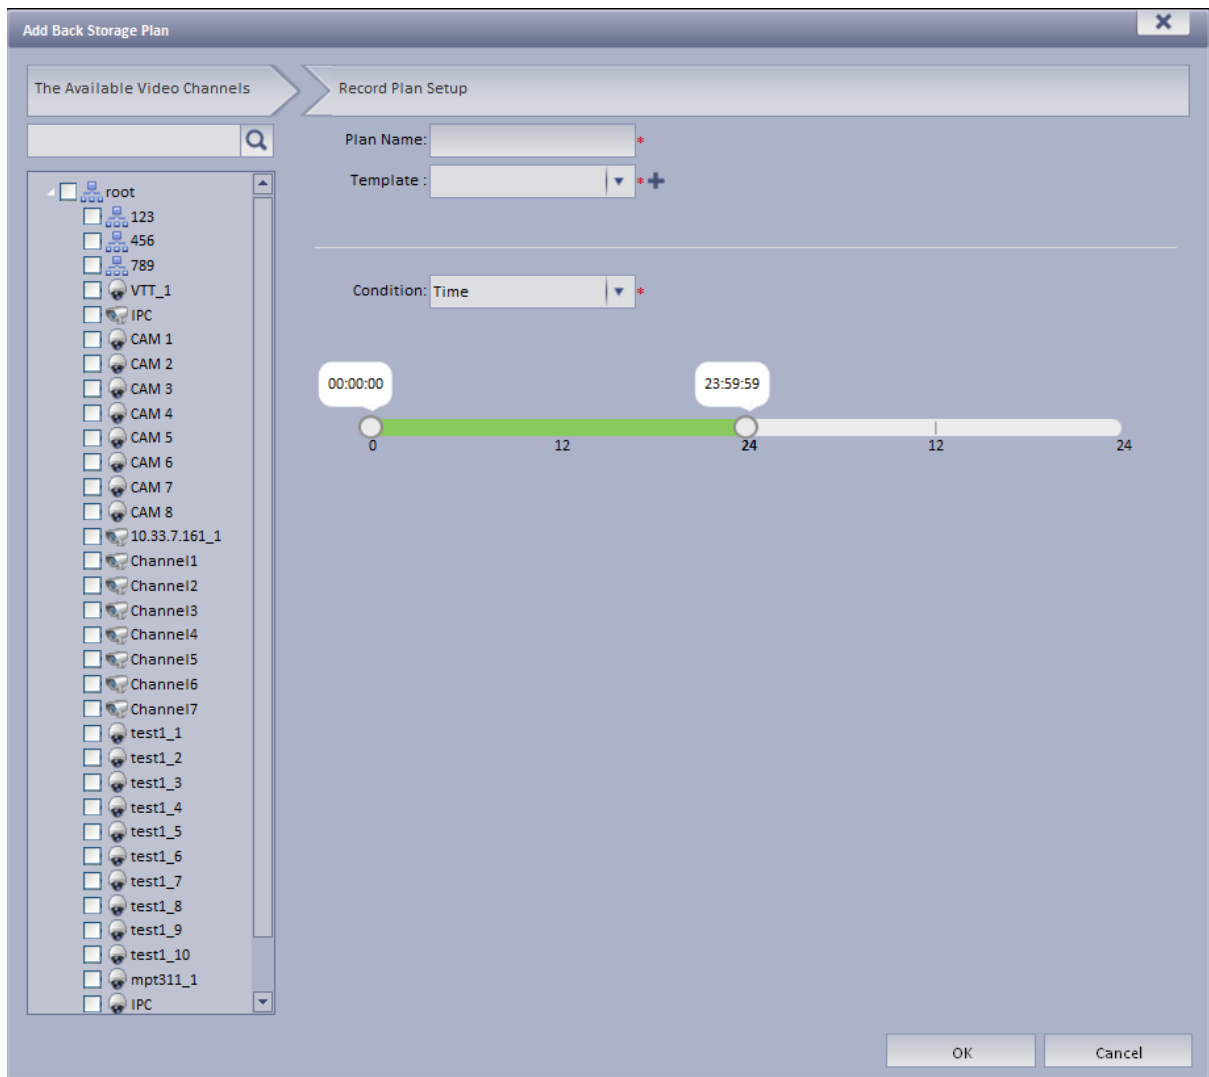 Add Back Storage Plan
The Available Video Channels
Record Plan Setup
Plan Name: *
Template : *
root
123
456
789
VTT_1
IPC
CAM 1
CAM 2
CAM 3
CAM 4
CAM 5
CAM 6
CAM 7
CAM 8
10.33.7.161_1
Channel1
Channel2
Channel3
Channel4
Channel5
Channel6
Channel7
test1_1
test1_2
test1_3
test1_4
test1_5
test1_6
test1_7
test1_8
test1_9
test1_10
mpt311_1
IPC
Condition: Time *
00:00:00 23:59:59
0 12 24 12 24
OK Cancel